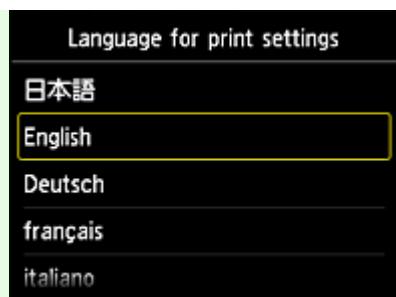 Language for print settings
日本語
English
Deutsch
français
italiano